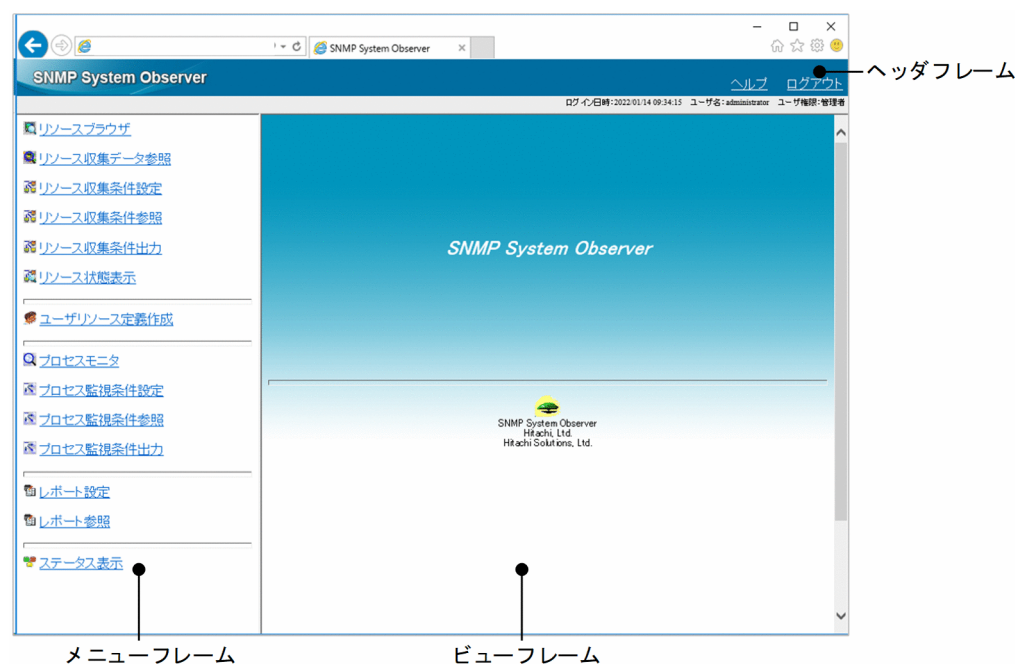 SNMP System Observer
SNMP System Observer
ヘルプ ログアウト
ヘッダフレーム
ログイン日時:2022/01/14 09:34:15 ユーザ名:administrator ユーザ権限:管理者
リソースブラウザ
リソース収集データ参照
リソース収集条件設定
リソース収集条件参照
リソース収集条件出力
リソース状態表示
ユーザリソース定義作成
プロセスモニタ
プロセス監視条件設定
プロセス監視条件参照
プロセス監視条件出力
レポート設定
レポート参照
ステータス表示
SNMP System Observer
SNMP System Observer
Hitachi, Ltd.
Hitachi Solutions, Ltd.
メニューフレーム
ビューフレーム